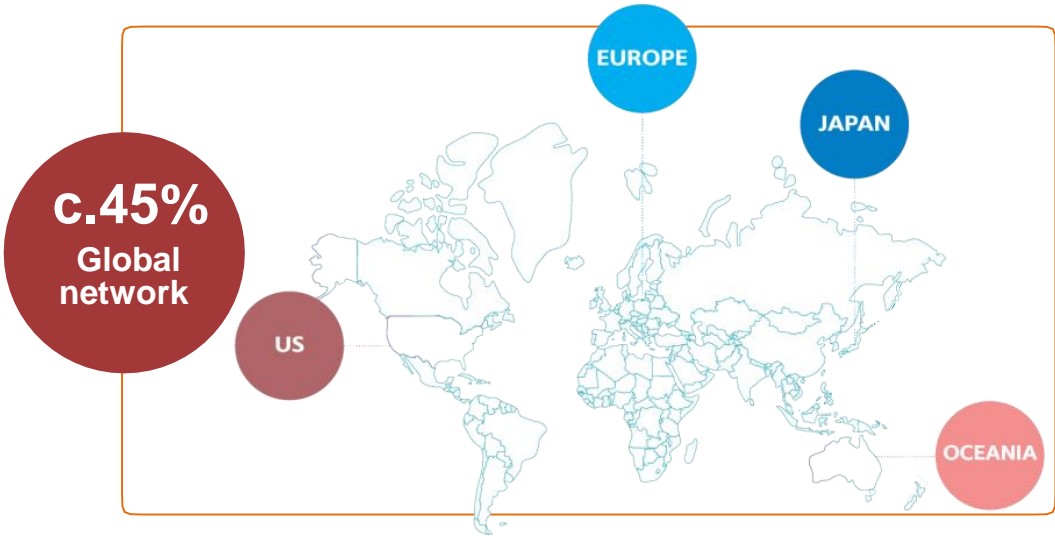 EUROPE
JAPAN
c.45%
Global
network
US
OCEANIA